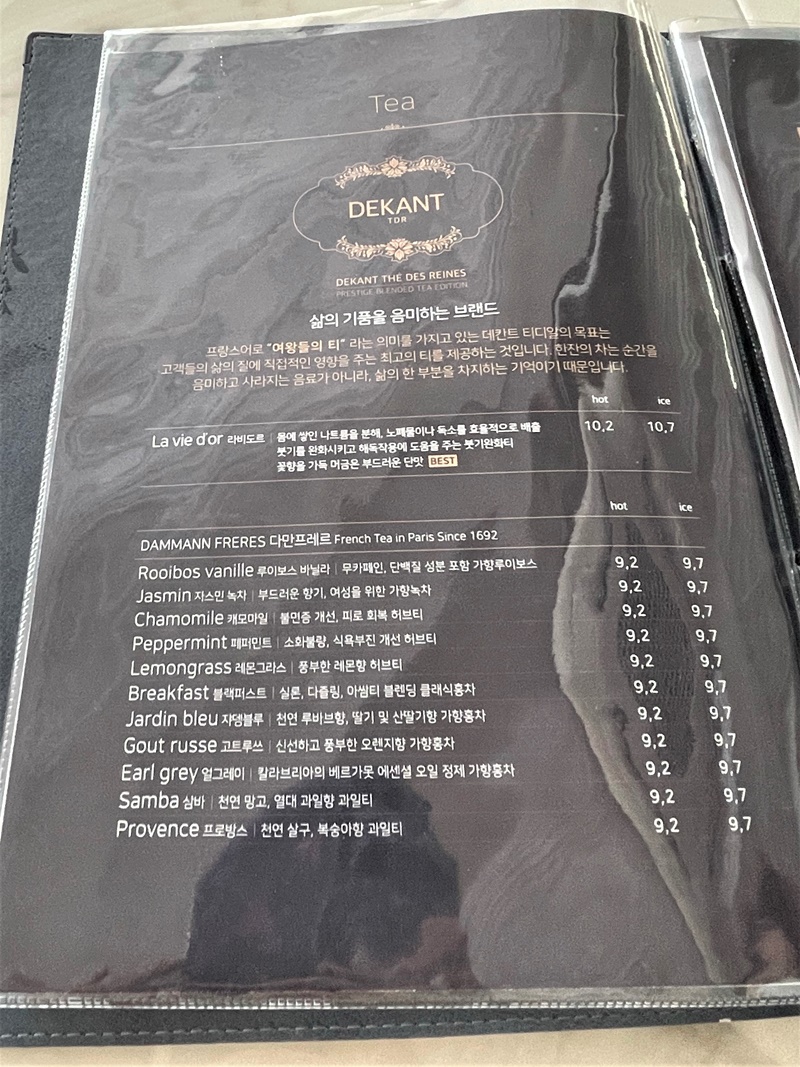 Tea
DEKANT
TDR
DEKANT THÉ DES REINES
PRESTIGE BLENDED TEA EDITION
삶의 기품을 음미하는 브랜드
프랑스어로 "여왕들의 티" 라는 의미를 가지고 있는 데칸트 티디알의 목표는
고객들의 삶의 질에 직접적인 영향을 주는 최고의 티를 제공하는 것입니다. 한잔의 차는 순간을
음미하고 사라지는 음료가 아니라, 삶의 한 부분을 차지하는 기억이기 때문입니다.
hot ice
La vie d'or 라비도르 | 몸에 쌓인 나트륨을 분해, 노폐물이나 독소를 효율적으로 배출 10,2 10,7
붓기를 완화시키고 해독작용에 도움을 주는 붓기완화티
꽃향을 가득 머금은 부드러운 단맛 BEST
hot ice
DAMMANN FRERES 다만프레르 French Tea in Paris Since 1692
Rooibos vanille 루이보스 바닐라 | 무카페인, 단백질 성분 포함 가향루이보스 9,2 9,7
Jasmin 자스민 녹차 | 부드러운 향기, 여성을 위한 가향녹차 9,2 9,7
Chamomile 캐모마일 | 불면증 개선, 피로 회복 허브티 9,2 9,7
Peppermint 페퍼민트 | 소화불량, 식욕부진 개선 허브티 9,2 9,7
Lemongrass 레몬그라스 | 풍부한 레몬향 허브티 9,2 9,7
Breakfast 블랙퍼스트 | 실론, 다즐링, 아쌈티 블렌딩 클래식홍차 9,2 9,7
Jardin bleu 쟈댕블루 | 천연 루바브향, 딸기 및 산딸기향 가향홍차 9,2 9,7
Gout russe 고트루쓰 | 신선하고 풍부한 오렌지향 가향홍차 9,2 9,7
Earl grey 얼그레이 | 칼라브리아의 베르가못 에센셜 오일 정제 가향홍차 9,2 9,7
Samba 삼바 | 천연 망고, 열대 과일향 과일티 9,2 9,7
Provence 프로방스 | 천연 살구, 복숭아향 과일티 9,2 9,7